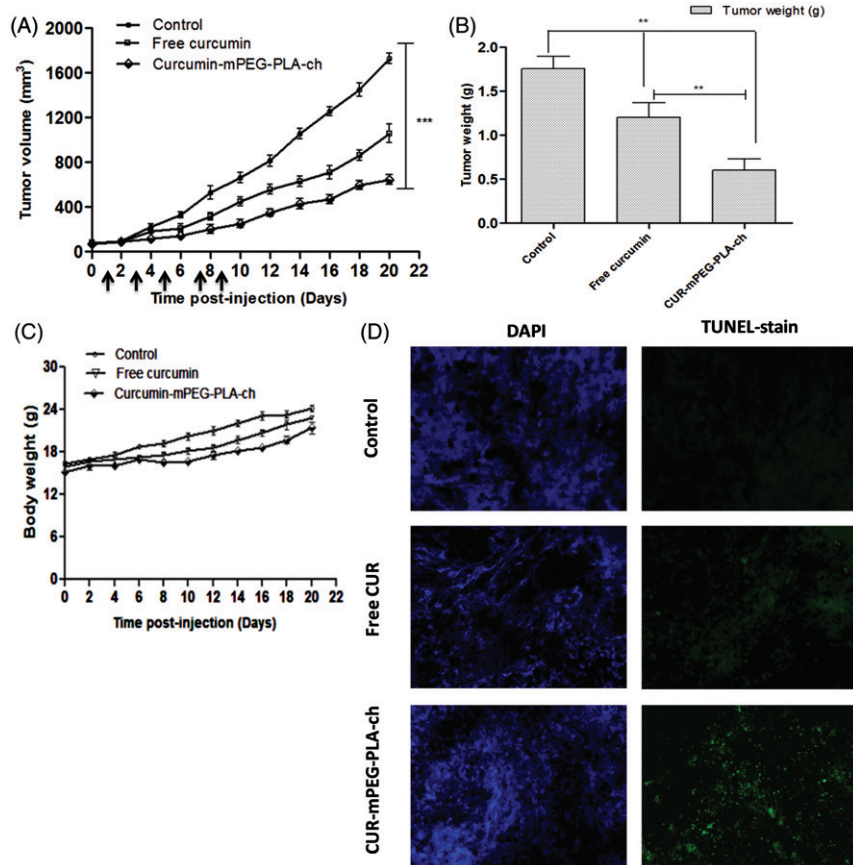 (A)
Control
Free curcumin
Curcumin-mPEG-PLA-ch
Tumor volume (mm³)
2000
1600
1200
800
400
0
***
0 2 4 6 8 10 12 14 16 18 20 22
Time post-injection (Days)
(B)
Tumor weight (g)
**
**
Tumor weight (g)
2.0
1.5
1.0
0.5
0.0
Control
Free curcumin
CUR-mPEG-PLA-ch
(C)
Control
Free curcumin
Curcumin-mPEG-PLA-ch
Body weight (g)
30
24
18
12
6
0
0 2 4 6 8 10 12 14 16 18 20 22
Time post-injection (Days)
(D)
DAPI
TUNEL-stain
Control
Free CUR
CUR-mPEG-PLA-ch